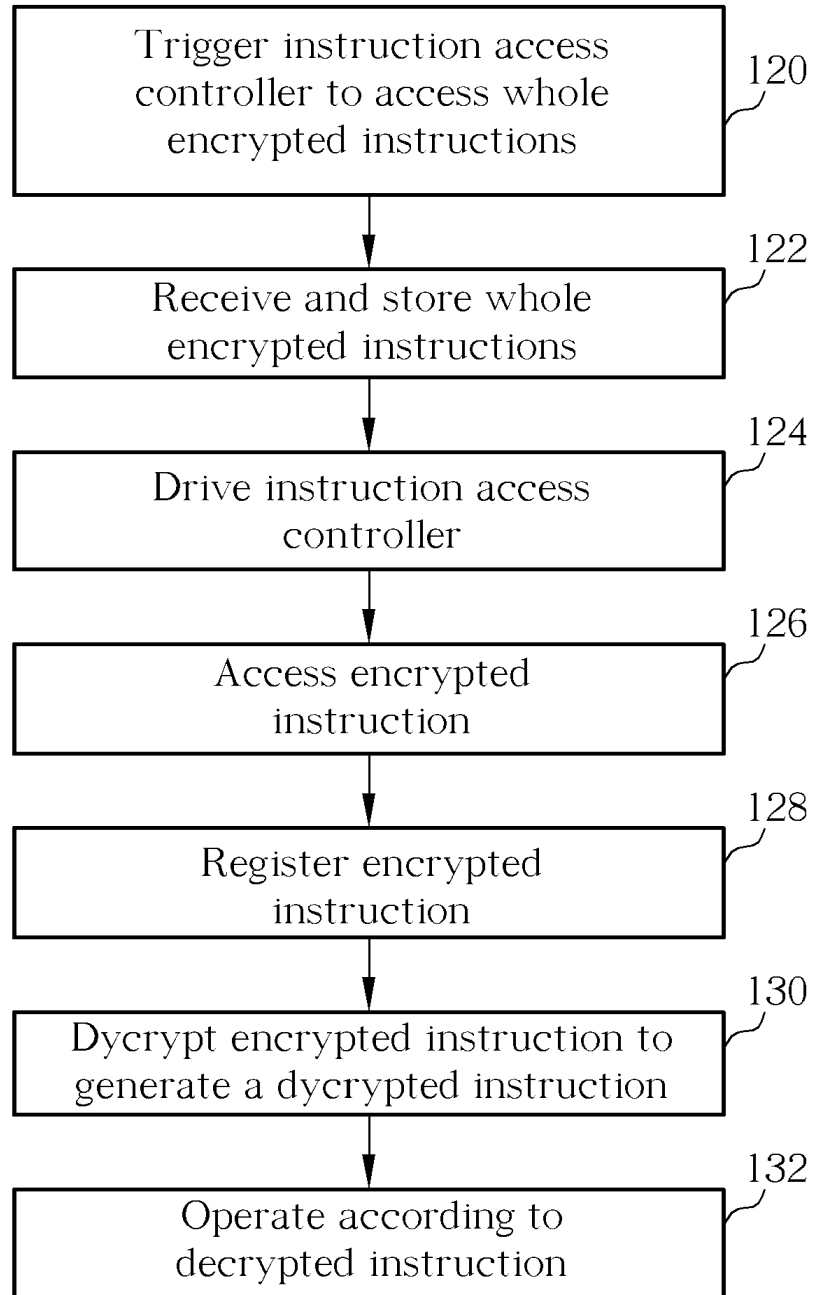 Trigger instruction access
controller to access whole
encrypted instructions
120
Receive and store whole
encrypted instructions
122
Drive instruction access
controller
124
Access encrypted
instruction
126
Register encrypted
instruction
128
Dycrypt encrypted instruction to
generate a dycrypted instruction
130
Operate according to
decrypted instruction
132